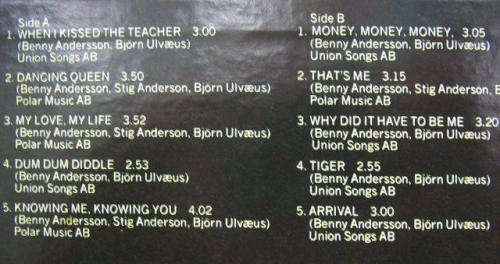 Side A
1. WHEN I KISSED THE TEACHER 3.00
(Benny Andersson, Björn Ulvæus)
Union Songs AB
2. DANCING QUEEN 3.50
(Benny Andersson, Stig Anderson, Björn Ulvæus)
Polar Music AB
3. MY LOVE, MY LIFE 3.52
(Benny Andersson, Stig Anderson, Björn Ulvæus)
Polar Music AB
4. DUM DUM DIDDLE 2.53
(Benny Andersson, Björn Ulvæus)
Union Songs AB
5. KNOWING ME, KNOWING YOU 4.02
(Benny Andersson, Stig Anderson, Björn Ulvæus)
Polar Music AB
Side B
1. MONEY, MONEY, MONEY, 3.05
(Benny Andersson, Björn Ulvæus)
Union Songs AB
2. THAT'S ME 3.15
(Benny Andersson, Stig Anderson, B
Polar Music AB
3. WHY DID IT HAVE TO BE ME 3.20
(Benny Andersson, Björn Ulvæus)
Union Songs AB
4. TIGER 2.55
(Benny Andersson, Björn Ulvæus)
Union Songs AB
5. ARRIVAL 3.00
(Benny Andersson, Björn Ulvæus)
Union Songs AB